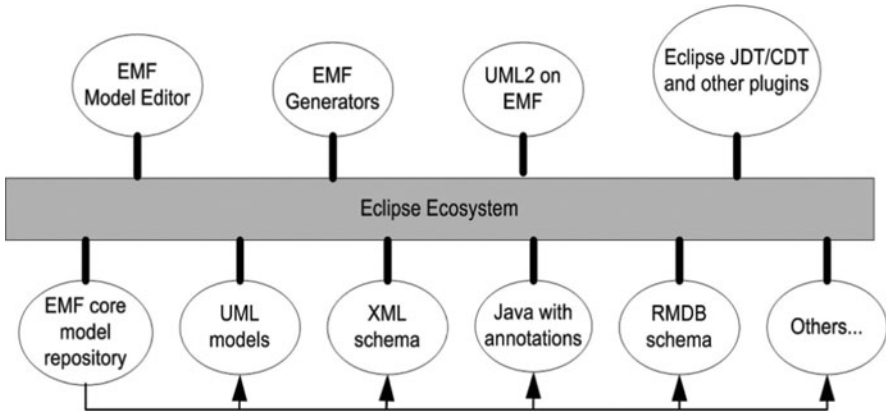 EMF
Model Editor
EMF
Generators
UML2 on
EMF
Eclipse JDT/CDT
and other plugins
Eclipse Ecosystem
EMF core
model
repository
UML
models
XML
schema
Java with
annotations
RMDB
schema
Others...